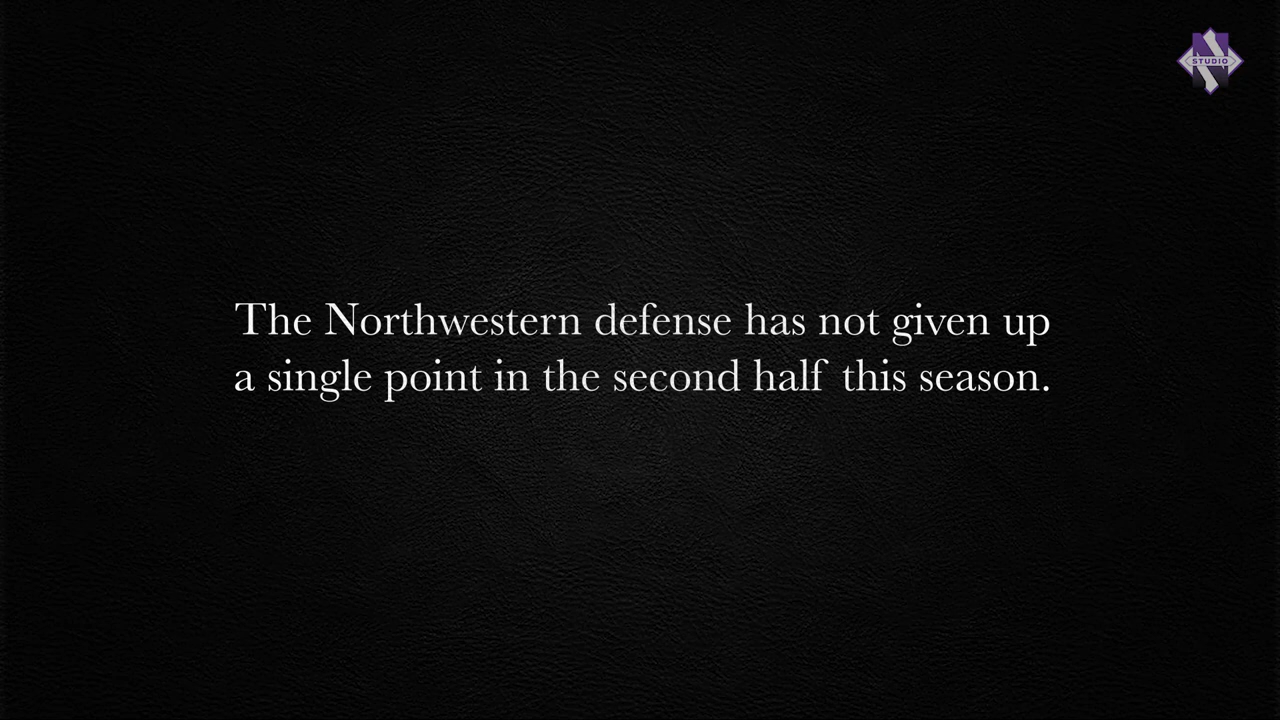 STUDIO
The Northwestern defense has not given up
a single point in the second half this season.